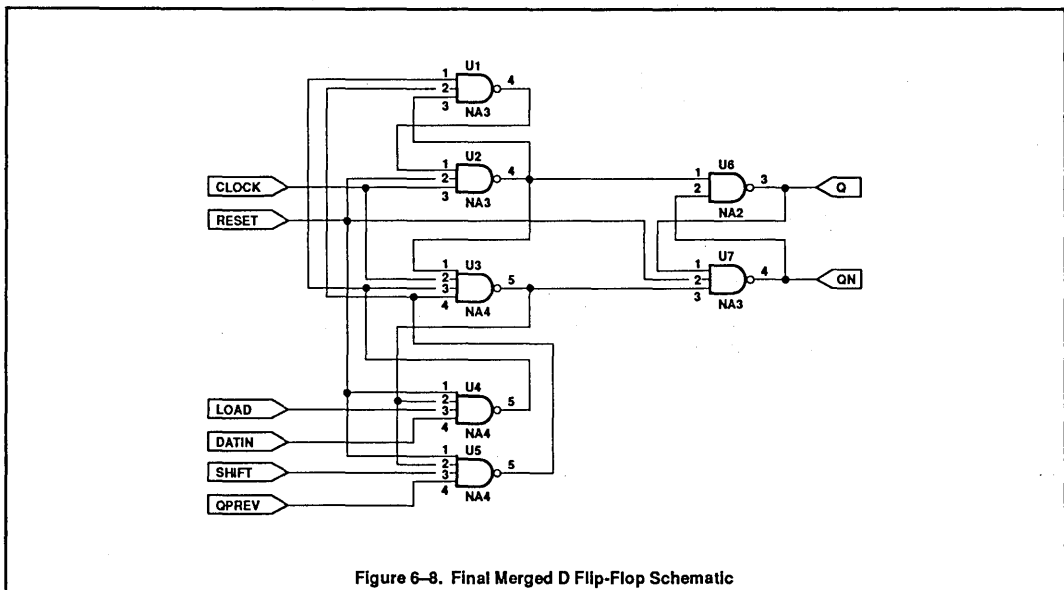 U1
1
2
3
4
NA3
U2
1
2
3
4
NA3
CLOCK
RESET
U3
1
2
3
4
5
NA4
U6
1
2
3
NA2
Q
U7
1
2
3
4
NA3
QN
U4
1
2
3
4
5
NA4
LOAD
DATIN
U5
1
2
3
4
5
NA4
SHIFT
QPREV
Figure 6–8. Final Merged D Flip-Flop Schematic